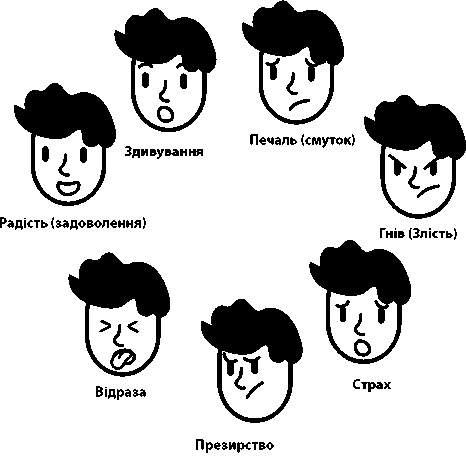 Здивування
Печаль (смуток)
Радість (задоволення)
Гнів (Злість)
Відраза
Страх
Презирство